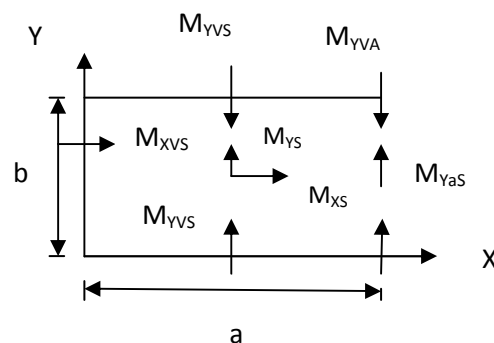 M_YVS
Y M_YVA
M_XVS M_YS
b M_YaS
M_XS
M_YVS
X
a